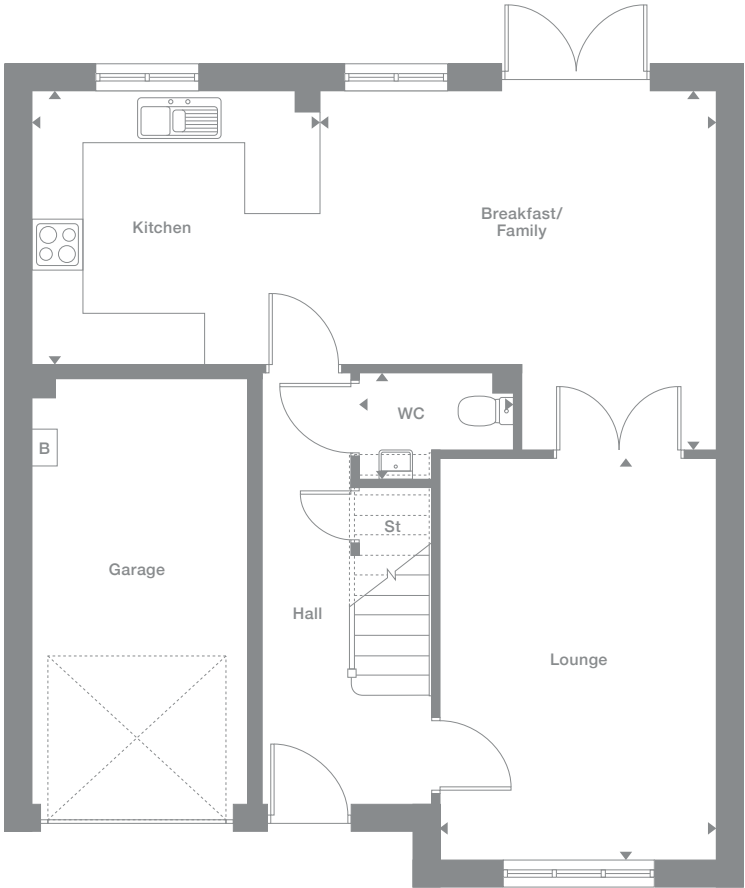 Kitchen
Breakfast/
Family
WC
B
St
Garage
Hall
Lounge